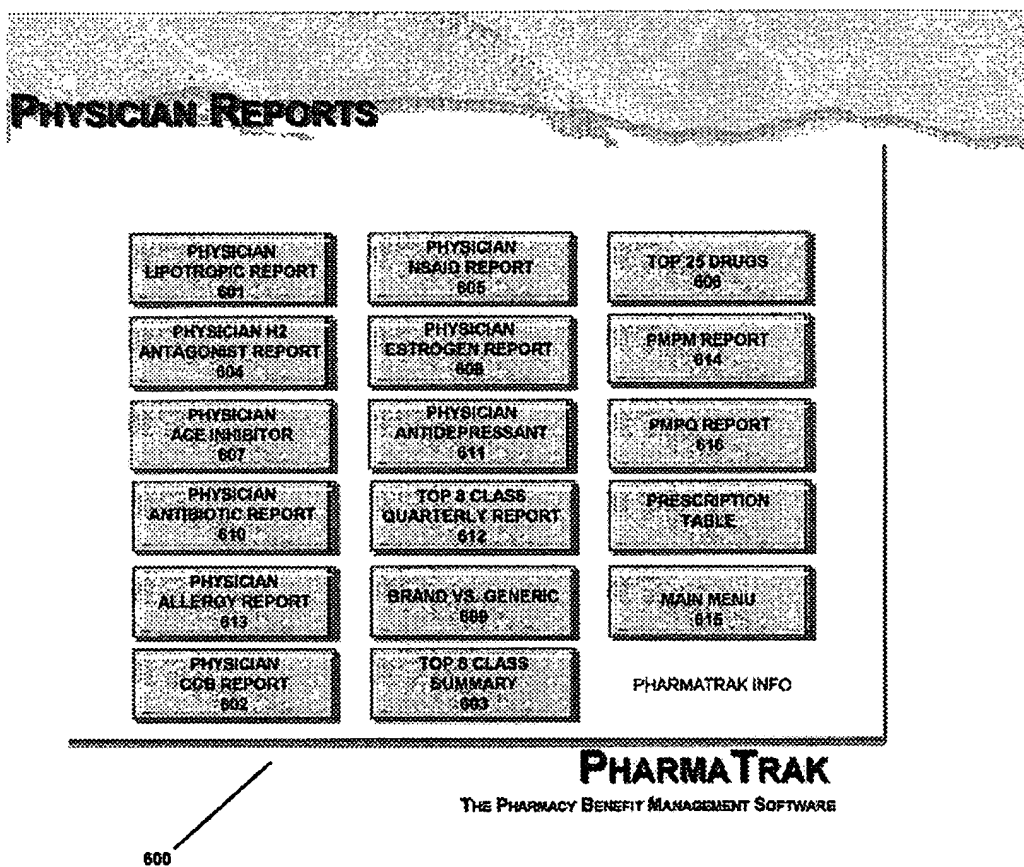 PHYSICIAN REPORTS
PHYSICIAN
LIPOTROPIC REPORT
601
PHYSICIAN
NSAID REPORT
605
TOP 25 DRUGS
606
PHYSICIAN H2
ANTAGONIST REPORT
604
PHYSICIAN
ESTROGEN REPORT
608
PMPM REPORT
614
PHYSICIAN
ACE INHIBITOR
607
PHYSICIAN
ANTIDEPRESSANT
611
PMPQ REPORT
616
PHYSICIAN
ANTIBIOTIC REPORT
610
TOP 8 CLASS
QUARTERLY REPORT
612
PRESCRIPTION
TABLE
PHYSICIAN
ALLERGY REPORT
613
BRAND VS. GENERIC
609
MAIN MENU
615
PHYSICIAN
CCB REPORT
602
TOP 8 CLASS
SUMMARY
603
PHARMATRAK INFO
PHARMATRAK
THE PHARMACY BENEFIT MANAGEMENT SOFTWARE
600